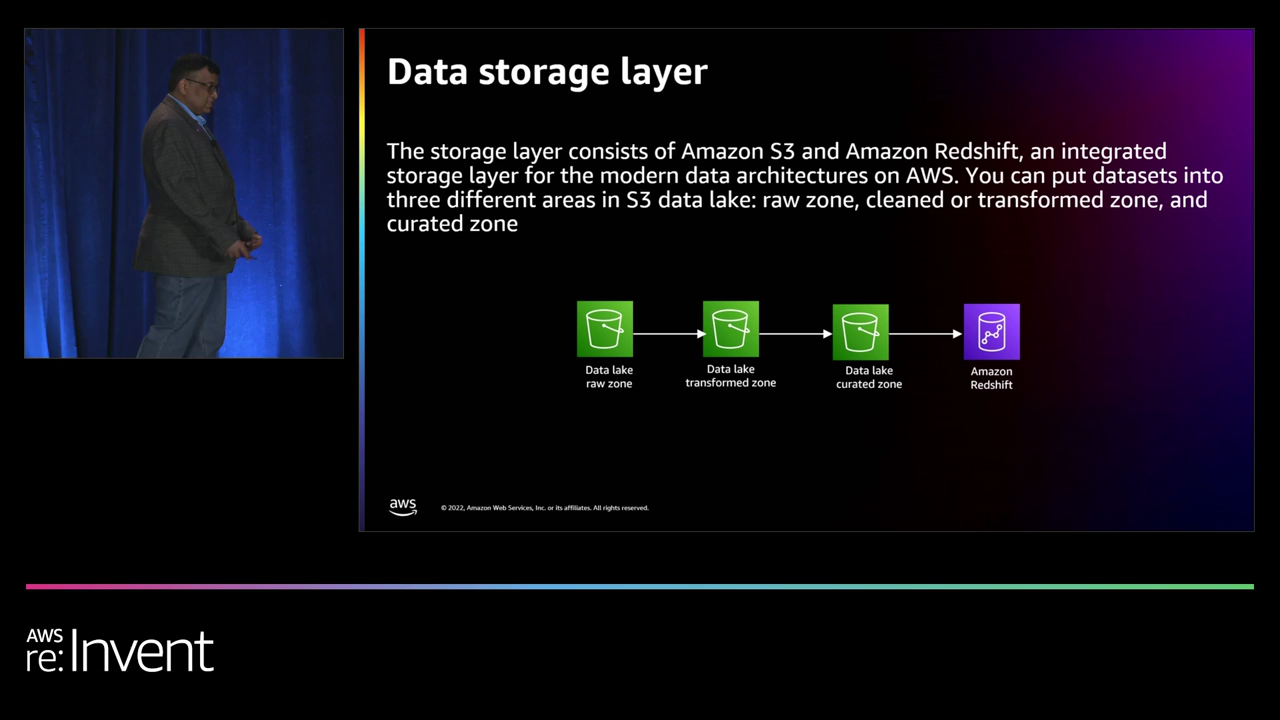 Data storage layer
The storage layer consists of Amazon S3 and Amazon Redshift, an integrated
storage layer for the modern data architectures on AWS. You can put datasets into
three different areas in S3 data lake: raw zone, cleaned or transformed zone, and
curated zone
Data lake
raw zone
Data lake
transformed zone
Data lake
curated zone
Amazon
Redshift
aws
© 2022, Amazon Web Services, Inc. or its affiliates. All rights reserved.
AWS
re:Invent